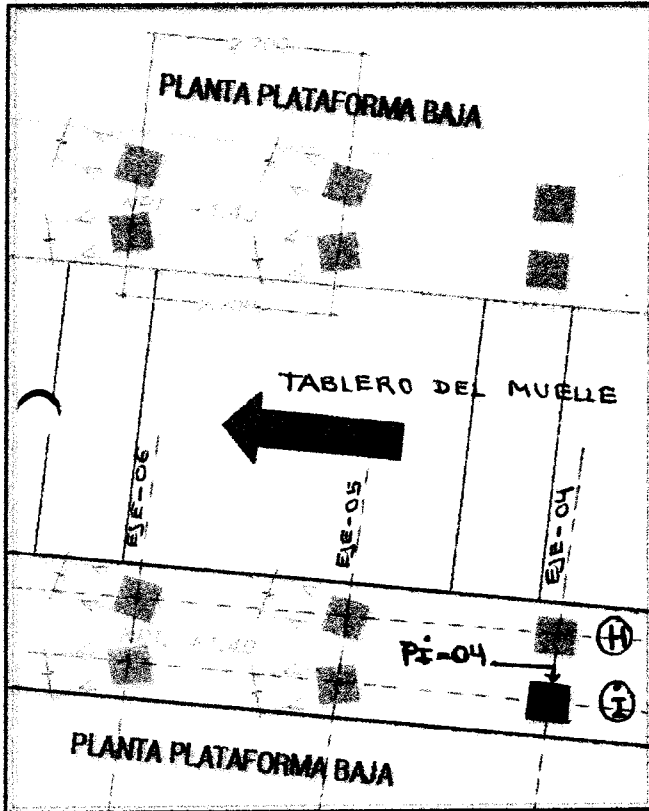 PLANTA PLATAFORMA BAJA
TABLERO DEL MUELLE
EJE-06
EJE-05
EJE-04
H
PI-04
I
PLANTA PLATAFORMA BAJA